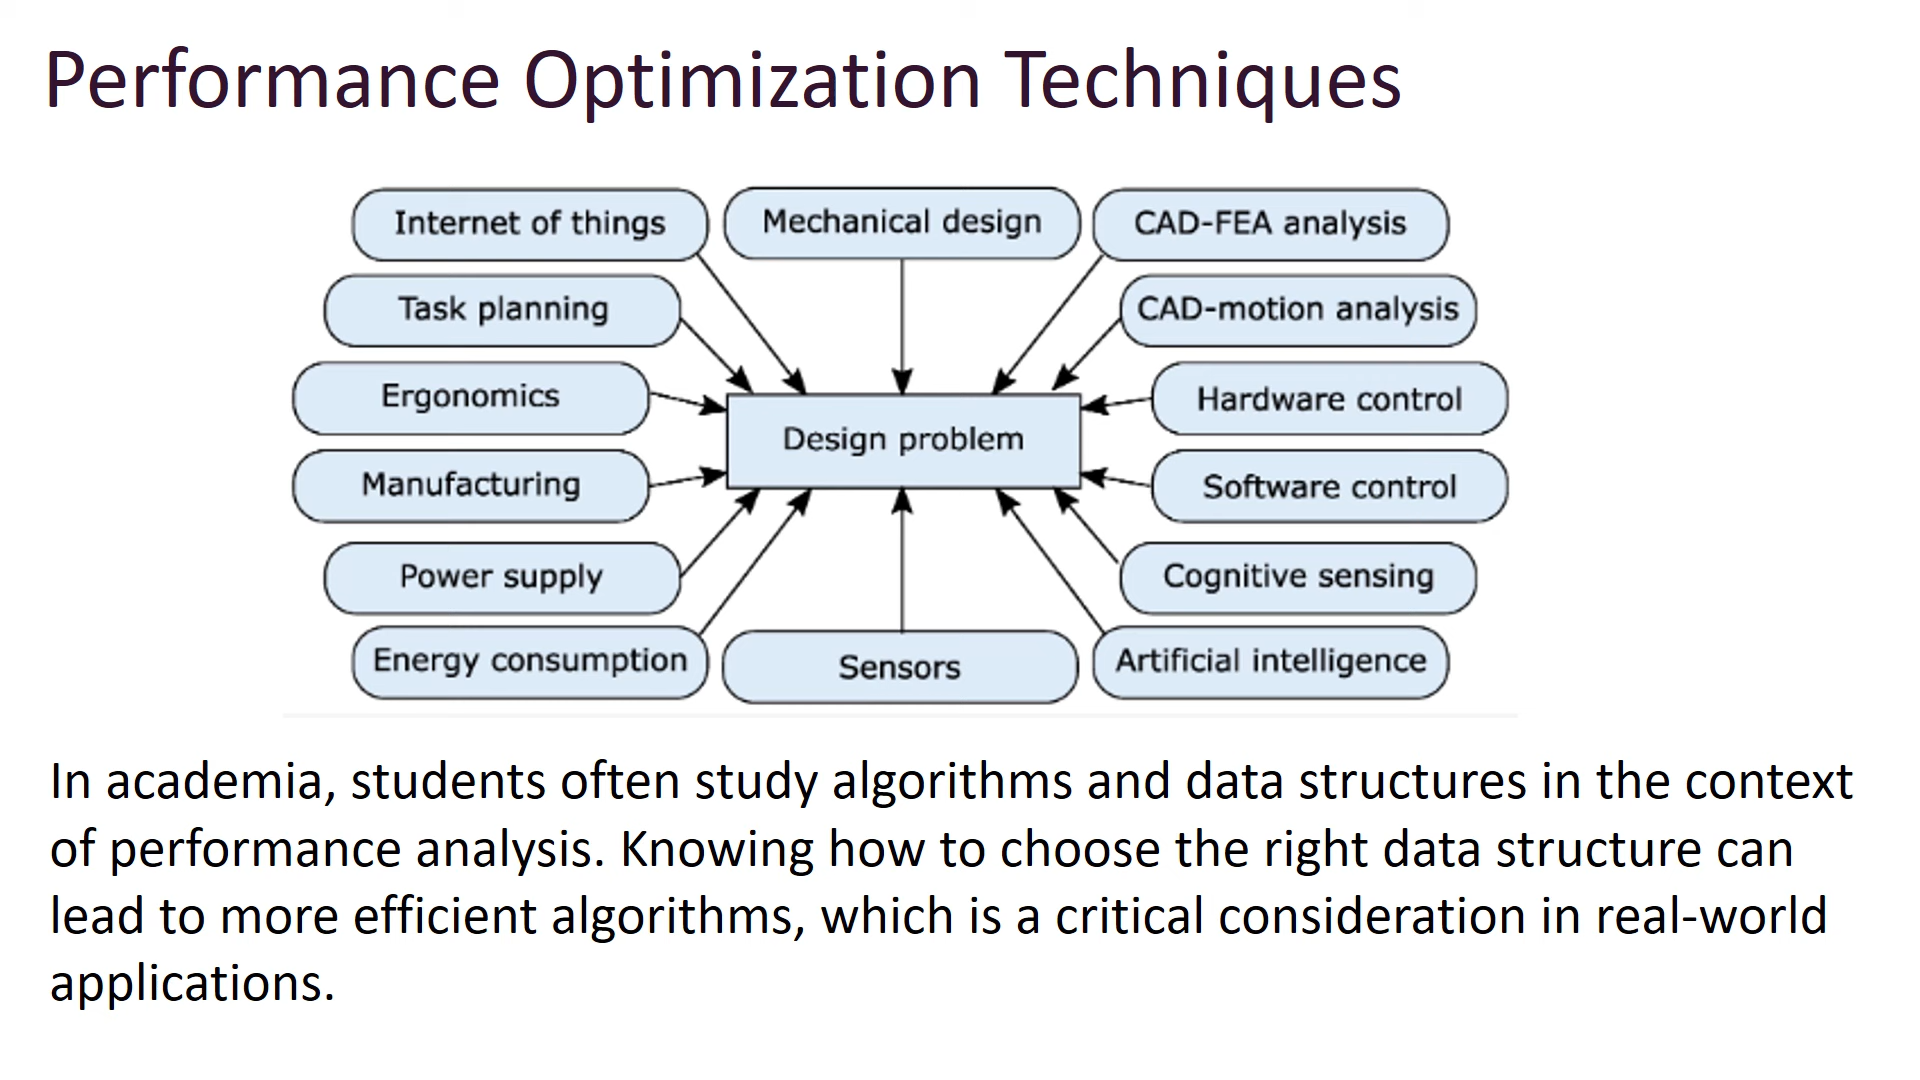 Performance Optimization Techniques
Internet of things
Mechanical design
CAD-FEA analysis
Task planning
CAD-motion analysis
Ergonomics
Hardware control
Design problem
Manufacturing
Software control
Power supply
Cognitive sensing
Energy consumption
Sensors
Artificial intelligence
In academia, students often study algorithms and data structures in the context
of performance analysis. Knowing how to choose the right data structure can
lead to more efficient algorithms, which is a critical consideration in real-world
applications.